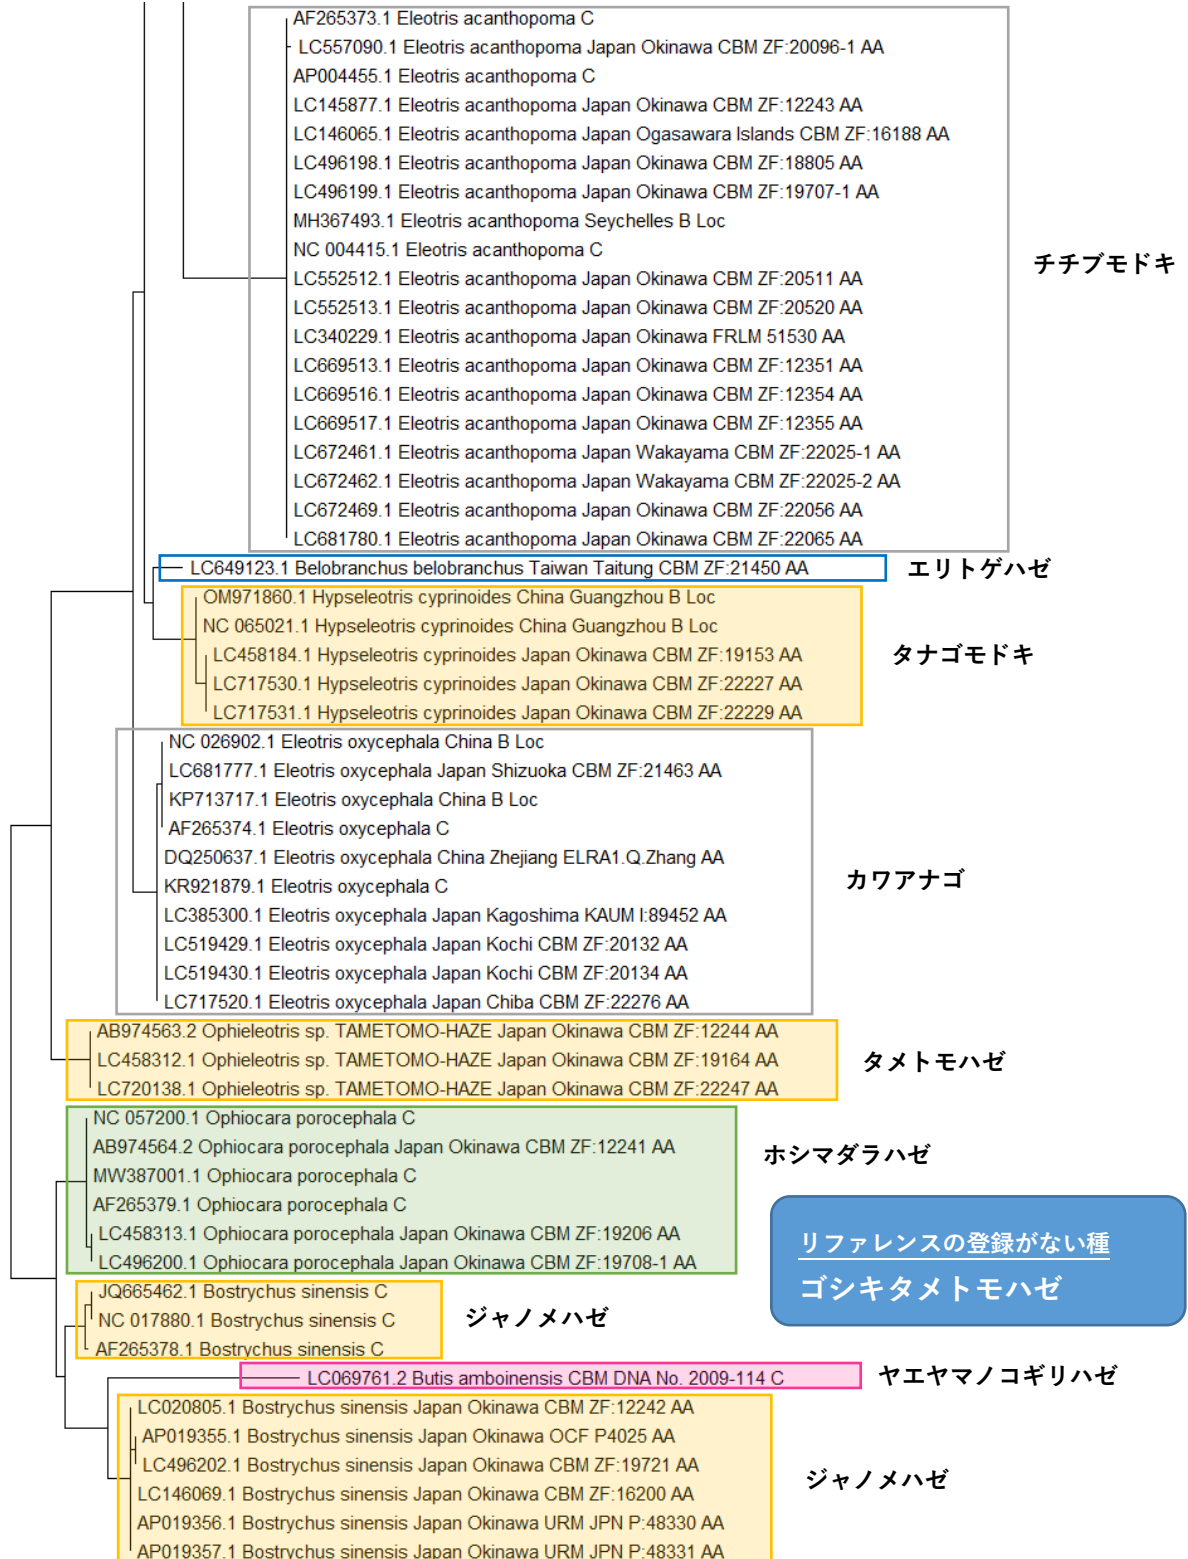 AF265373.1 Eleotris acanthopoma C
LC557090.1 Eleotris acanthopoma Japan Okinawa CBM ZF:20096-1 AA
AP004455.1 Eleotris acanthopoma C
LC145877.1 Eleotris acanthopoma Japan Okinawa CBM ZF:12243 AA
LC146065.1 Eleotris acanthopoma Japan Ogasawara Islands CBM ZF:16188 AA
LC496198.1 Eleotris acanthopoma Japan Okinawa CBM ZF:18805 AA
LC496199.1 Eleotris acanthopoma Japan Okinawa CBM ZF:19707-1 AA
MH367493.1 Eleotris acanthopoma Seychelles B Loc
NC 004415.1 Eleotris acanthopoma C
チチブモドキ
LC552512.1 Eleotris acanthopoma Japan Okinawa CBM ZF:20511 AA
LC552513.1 Eleotris acanthopoma Japan Okinawa CBM ZF:20520 AA
LC340229.1 Eleotris acanthopoma Japan Okinawa FRLM 51530 AA
LC669513.1 Eleotris acanthopoma Japan Okinawa CBM ZF:12351 AA
LC669516.1 Eleotris acanthopoma Japan Okinawa CBM ZF:12354 AA
LC669517.1 Eleotris acanthopoma Japan Okinawa CBM ZF:12355 AA
LC672461.1 Eleotris acanthopoma Japan Wakayama CBM ZF:22025-1 AA
LC672462.1 Eleotris acanthopoma Japan Wakayama CBM ZF:22025-2 AA
LC672469.1 Eleotris acanthopoma Japan Okinawa CBM ZF:22056 AA
LC681780.1 Eleotris acanthopoma Japan Okinawa CBM ZF:22065 AA
LC649123.1 Belobranchus belobranchus Taiwan Taitung CBM ZF:21450 AA
エリトゲハゼ
OM971860.1 Hypseleotris cyprinoides China Guangzhou B Loc
NC 065021.1 Hypseleotris cyprinoides China Guangzhou B Loc
LC458184.1 Hypseleotris cyprinoides Japan Okinawa CBM ZF:19153 AA
タナゴモドキ
LC717530.1 Hypseleotris cyprinoides Japan Okinawa CBM ZF:22227 AA
LC717531.1 Hypseleotris cyprinoides Japan Okinawa CBM ZF:22229 AA
NC 026902.1 Eleotris oxycephala China B Loc
LC681777.1 Eleotris oxycephala Japan Shizuoka CBM ZF:21463 AA
KP713717.1 Eleotris oxycephala China B Loc
AF265374.1 Eleotris oxycephala C
DQ250637.1 Eleotris oxycephala China Zhejiang ELRA1.Q.Zhang AA
KR921879.1 Eleotris oxycephala C
カワアナゴ
LC385300.1 Eleotris oxycephala Japan Kagoshima KAUM I:89452 AA
LC519429.1 Eleotris oxycephala Japan Kochi CBM ZF:20132 AA
LC519430.1 Eleotris oxycephala Japan Kochi CBM ZF:20134 AA
LC717520.1 Eleotris oxycephala Japan Chiba CBM ZF:22276 AA
AB974563.2 Ophieleotris sp. TAMETOMO-HAZE Japan Okinawa CBM ZF:12244 AA
LC458312.1 Ophieleotris sp. TAMETOMO-HAZE Japan Okinawa CBM ZF:19164 AA
タメトモハゼ
LC720138.1 Ophieleotris sp. TAMETOMO-HAZE Japan Okinawa CBM ZF:22247 AA
NC 057200.1 Ophiocara porocephala C
AB974564.2 Ophiocara porocephala Japan Okinawa CBM ZF:12241 AA
ホシマダラハゼ
MW387001.1 Ophiocara porocephala C
AF265379.1 Ophiocara porocephala C
LC458313.1 Ophiocara porocephala Japan Okinawa CBM ZF:19206 AA
LC496200.1 Ophiocara porocephala Japan Okinawa CBM ZF:19708-1 AA
リファレンスの登録がない種
ゴシキタメトモハゼ
JQ665462.1 Bostrychus sinensis C
NC 017880.1 Bostrychus sinensis C
ジャノメハゼ
AF265378.1 Bostrychus sinensis C
LC069761.2 Butis amboinensis CBM DNA No. 2009-114 C
ヤエヤマノコギリハゼ
LC020805.1 Bostrychus sinensis Japan Okinawa CBM ZF:12242 AA
AP019355.1 Bostrychus sinensis Japan Okinawa OCF P4025 AA
LC496202.1 Bostrychus sinensis Japan Okinawa CBM ZF:19721 AA
ジャノメハゼ
LC146069.1 Bostrychus sinensis Japan Okinawa CBM ZF:16200 AA
AP019356.1 Bostrychus sinensis Japan Okinawa URM JPN P:48330 AA
AP019357.1 Bostrychus sinensis Japan Okinawa URM JPN P:48331 AA